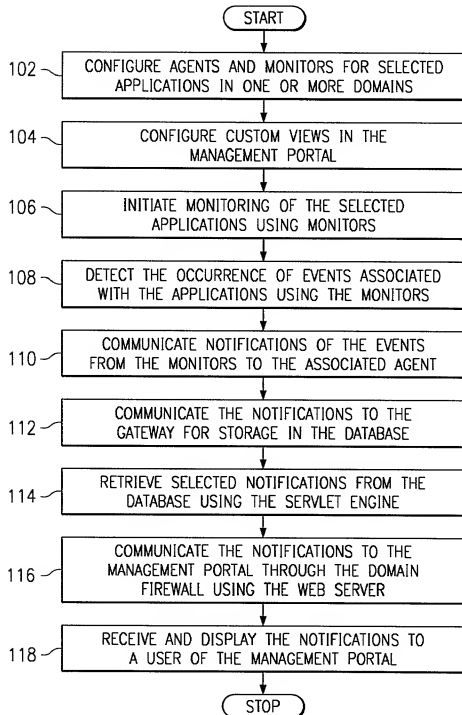 START
102
CONFIGURE AGENTS AND MONITORS FOR SELECTED
APPLICATIONS IN ONE OR MORE DOMAINS
104
CONFIGURE CUSTOM VIEWS IN THE
MANAGEMENT PORTAL
106
INITIATE MONITORING OF THE SELECTED
APPLICATIONS USING MONITORS
108
DETECT THE OCCURRENCE OF EVENTS ASSOCIATED
WITH THE APPLICATIONS USING THE MONITORS
110
COMMUNICATE NOTIFICATIONS OF THE EVENTS
FROM THE MONITORS TO THE ASSOCIATED AGENT
112
COMMUNICATE THE NOTIFICATIONS TO THE
GATEWAY FOR STORAGE IN THE DATABASE
114
RETRIEVE SELECTED NOTIFICATIONS FROM THE
DATABASE USING THE SERVLET ENGINE
116
COMMUNICATE THE NOTIFICATIONS TO THE
MANAGEMENT PORTAL THROUGH THE DOMAIN
FIREWALL USING THE WEB SERVER
118
RECEIVE AND DISPLAY THE NOTIFICATIONS TO
A USER OF THE MANAGEMENT PORTAL
STOP